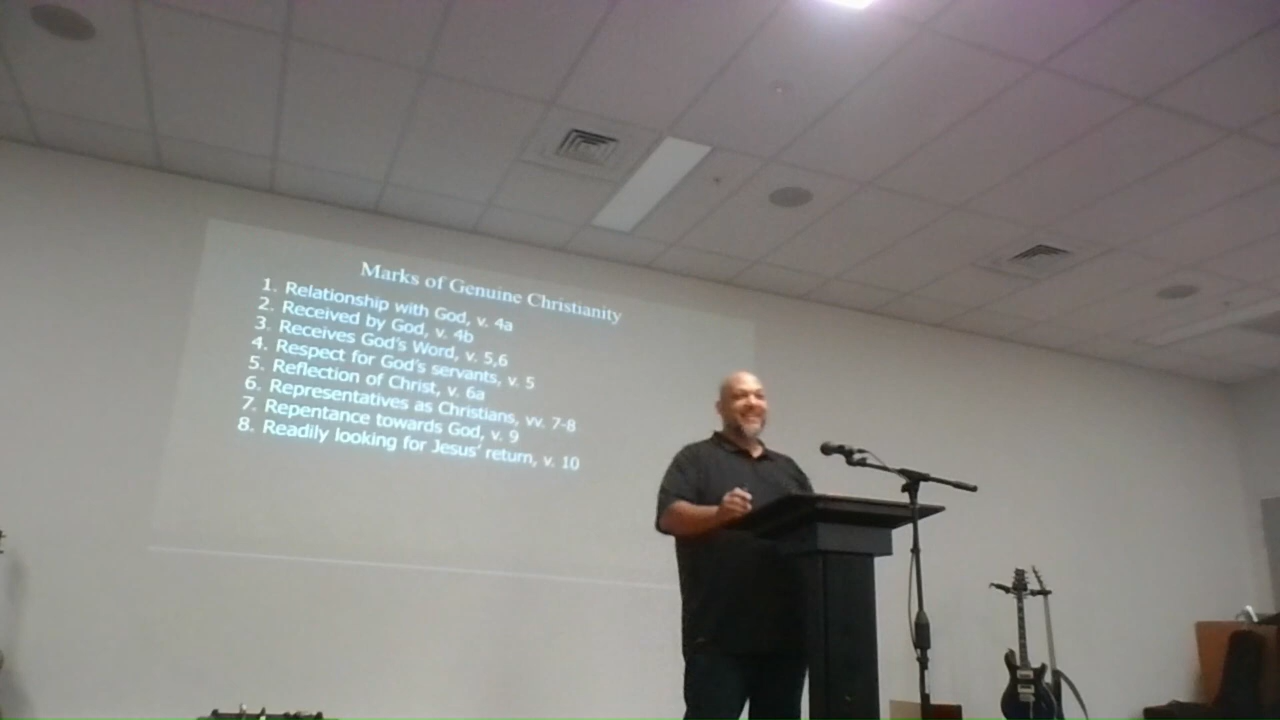 Marks of Genuine Christianity
1. Relationship with God, v. 4a
2. Received by God, v. 4b
3. Receives God's Word, v. 5,6
4. Respect for God's servants, v. 5
5. Reflection of Christ, v. 6a
6. Representatives as Christians, vv. 7-8
7. Repentance towards God, v. 9
8. Readily looking for Jesus' return, v. 10